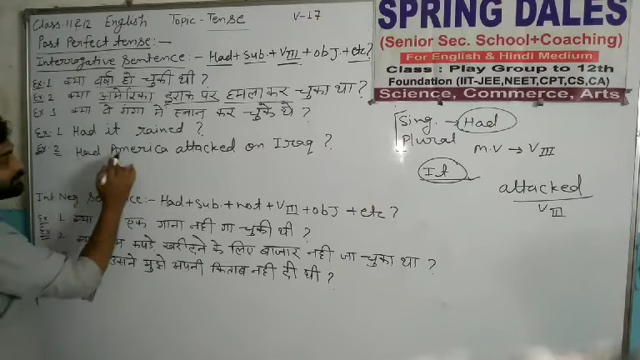 Class 11 & 12 English Topic - Tense V-17
Past Perfect tense :-
Interrogative Sentence :- Had + Sub. + VIII + obj + etc ?
Ex-1 क्या वर्षा हो चुकी थी ?
Ex-2 क्या अमेरिका इराक पर हमला कर चुका था ?
Ex-3 क्या वे गंगा में स्नान कर चुके थे ?
Ex-1 Had it rained ?
Ex-2 Had America attacked on Iraq ?
Int Neg :- Had + sub. + not + VIII + obj + etc ?
Ex 1 क्या एक गाना नहीं गा चुकी थी ?
Ex 2 कपड़े खरीदने के लिए बाजार नहीं जा चुका था ?
उसने मुझे अपनी किताब नहीं दी थी ?
SPRING DALES
(Senior Sec. School+Coaching)
For English & Hindi Medium
Class : Play Group to 12th
Foundation (IIT-JEE,NEET,CPT,CS,CA)
Science, Commerce, Arts
Sing. → Had
Plural
m.v → VIII
It
attacked
VIII